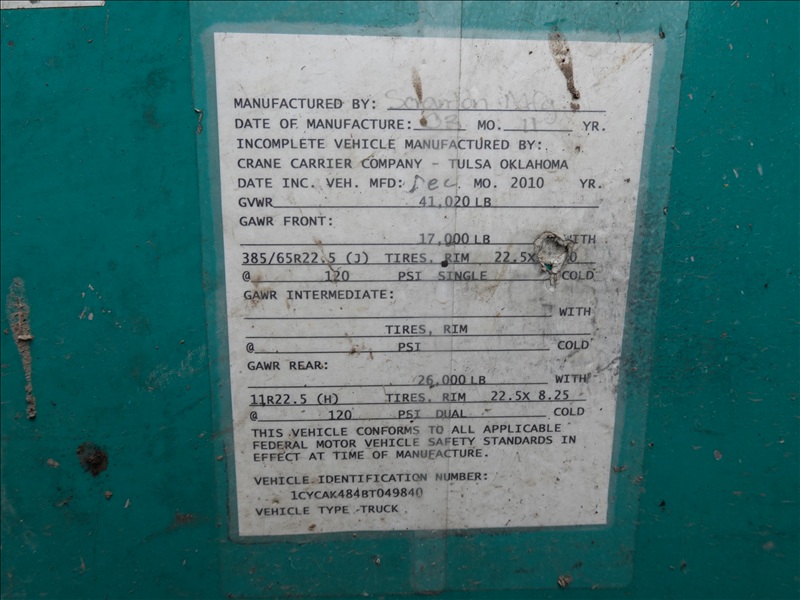 MANUFACTURED BY:
DATE OF MANUFACTURE: 03 MO. 11 YR.
INCOMPLETE VEHICLE MANUFACTURED BY:
CRANE CARRIER COMPANY - TULSA OKLAHOMA
DATE INC. VEH. MFD: Dec MO. 2010 YR.
GVWR 41,020 LB
GAWR FRONT:
17,000 LB WITH
385/65R22.5 (J) TIRES, RIM 22.5X
@ 120 PSI SINGLE COLD
GAWR INTERMEDIATE:
WITH
TIRES, RIM
@ PSI COLD
GAWR REAR:
26,000 LB WITH
11R22.5 (H) TIRES, RIM 22.5X 8.25
@ 120 PSI DUAL COLD
THIS VEHICLE CONFORMS TO ALL APPLICABLE
FEDERAL MOTOR VEHICLE SAFETY STANDARDS IN
EFFECT AT TIME OF MANUFACTURE.
VEHICLE IDENTIFICATION NUMBER:
1CYCAK484BT049840
VEHICLE TYPE -TRUCK